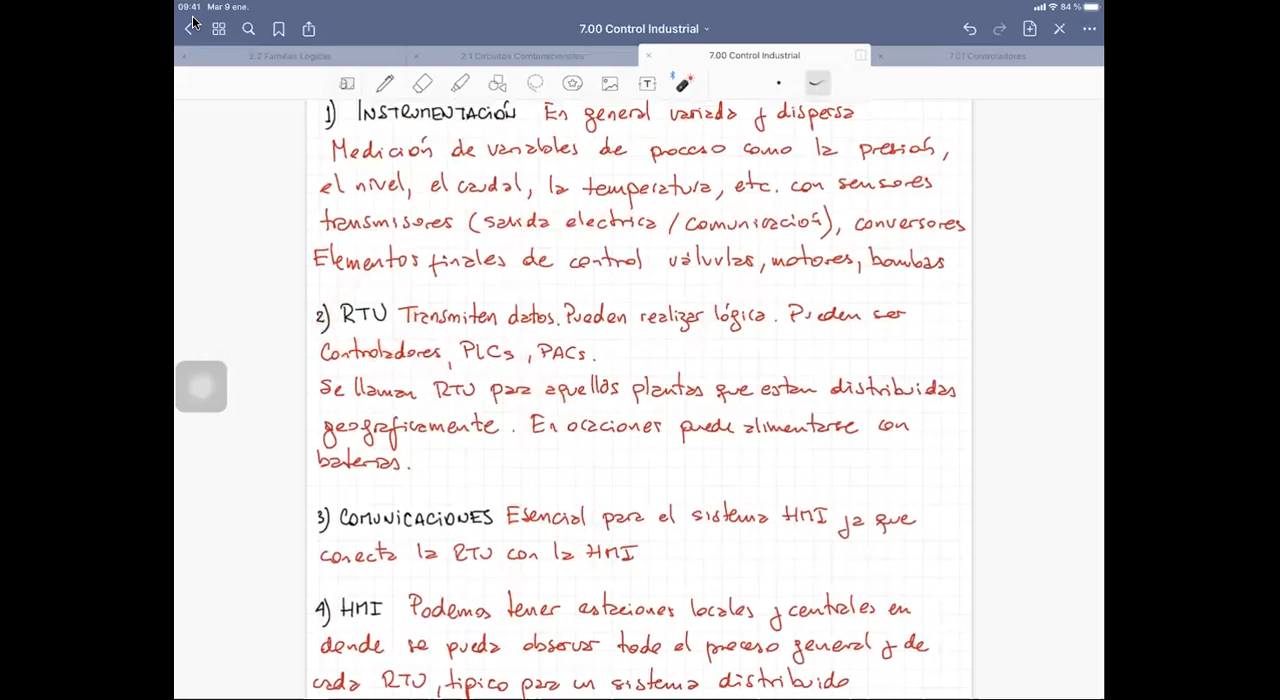 09:41 Mar 9 ene.
84 %
7.00 Control Industrial
2.2 Familias Lógicas
2.1 Circuitos Combinacionales
7.00 Control Industrial
7.01 Controladores
1) INSTRUMENTACIÓN En general variada y dispersa
Medición de variables de proceso como la presión,
el nivel, el caudal, la temperatura, etc. con sensores
transmisores (salida electrica / comunicación), conversores
Elementos finales de control válvulas, motores, bombas
2) RTU Transmiten datos. Pueden realizar lógica. Pueden ser
Controladores, PLCs, PACs.
Se llaman RTU para aquellas plantas que estan distribuidas
geograficamente. En ocaciones puede alimentarse con
baterias.
3) COMUNICACIONES Esencial para el sistema HMI ya que
conecta la RTU con la HMI
4) HMI Podemos tener estaciones locales y centrales en
donde se pueda observar todo el proceso general y de
cada RTU, tipico para un sistema distribuido